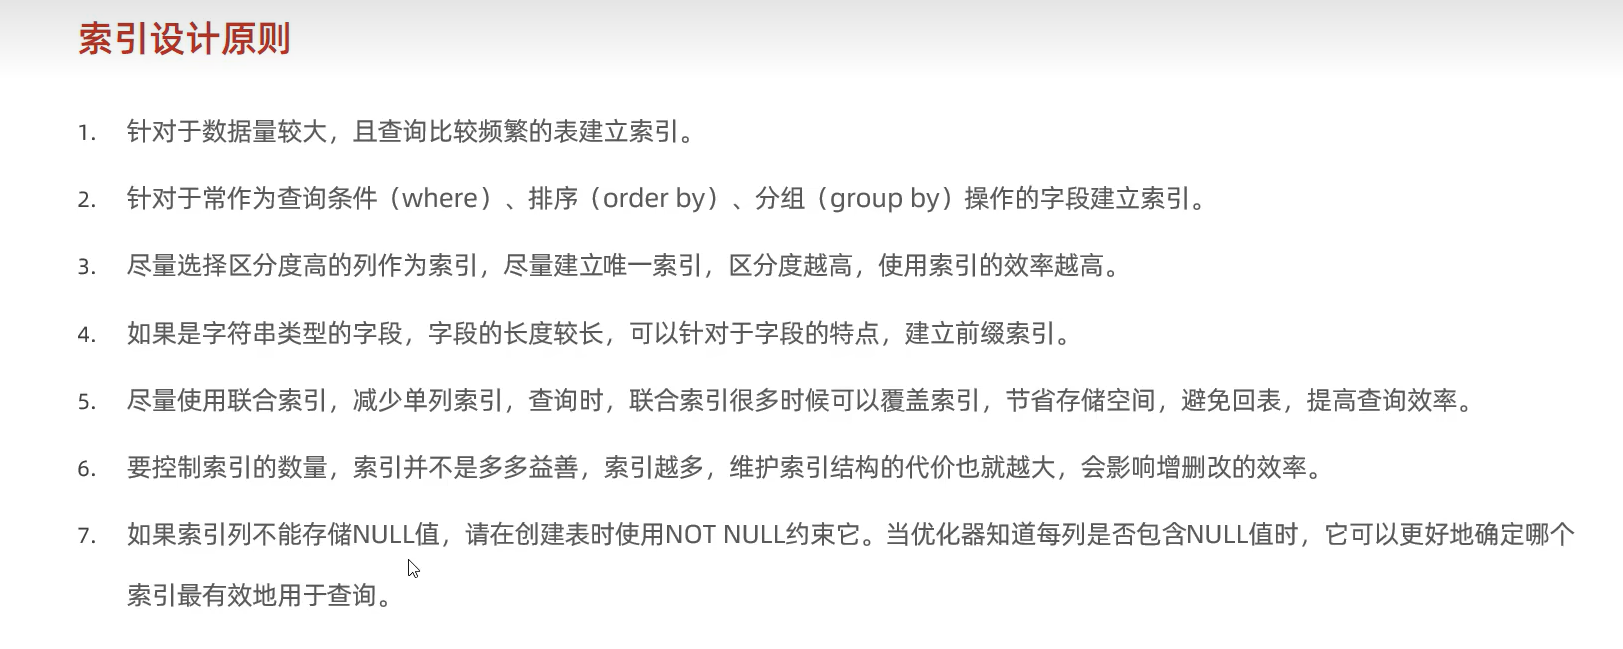 索引设计原则
1. 针对于数据量较大，且查询比较频繁的表建立索引。
2. 针对于常作为查询条件（where）、排序（order by）、分组（group by）操作的字段建立索引。
3. 尽量选择区分度高的列作为索引，尽量建立唯一索引，区分度越高，使用索引的效率越高。
4. 如果是字符串类型的字段，字段的长度较长，可以针对于字段的特点，建立前缀索引。
5. 尽量使用联合索引，减少单列索引，查询时，联合索引很多时候可以覆盖索引，节省存储空间，避免回表，提高查询效率。
6. 要控制索引的数量，索引并不是多多益善，索引越多，维护索引结构的代价也就越大，会影响增删改的效率。
7. 如果索引列不能存储NULL值，请在创建表时使用NOT NULL约束它。当优化器知道每列是否包含NULL值时，它可以更好地确定哪个
索引最有效地用于查询。